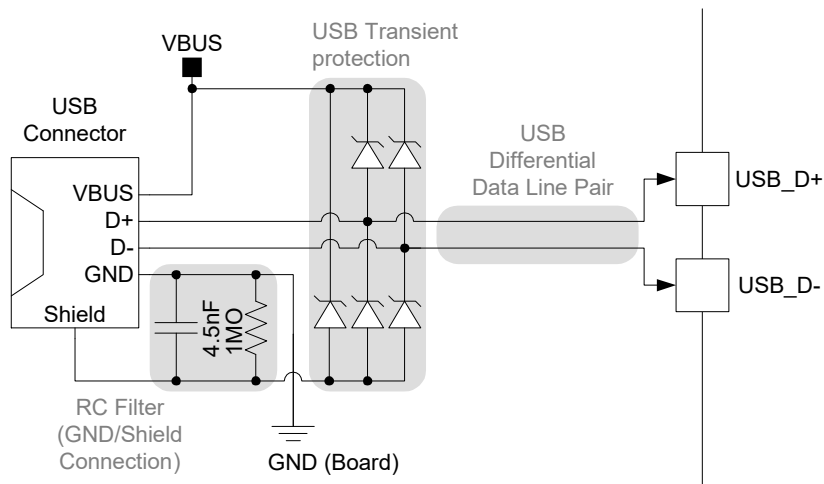 VBUS
USB Transient
protection
USB
Connector
USB
Differential
Data Line Pair
VBUS
D+
D-
GND
Shield
USB_D+
USB_D-
4.5nF
1MO
RC Filter
(GND/Shield
Connection)
GND (Board)